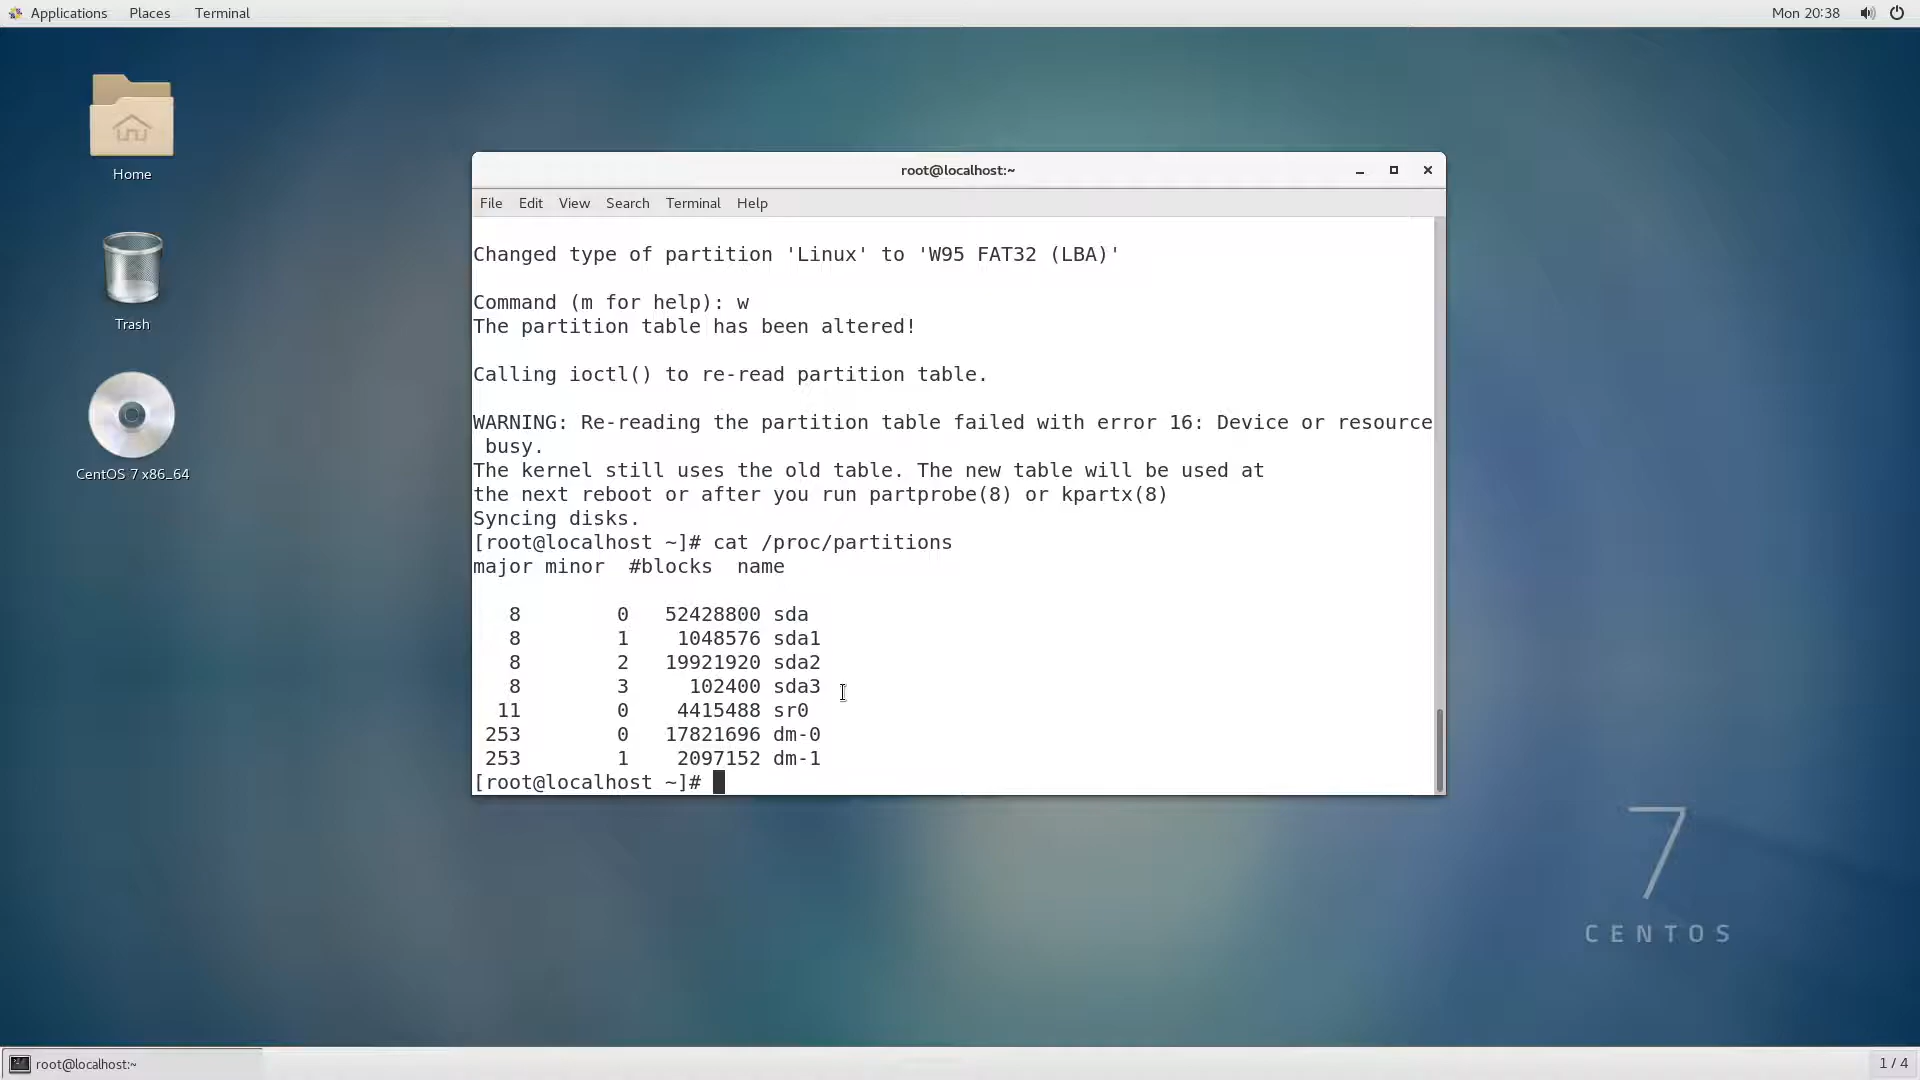 Applications Places Terminal Mon 20:38
Home
Trash
CentOS 7 x86_64
root@localhost:~
File Edit View Search Terminal Help
Changed type of partition 'Linux' to 'W95 FAT32 (LBA)'
Command (m for help): w
The partition table has been altered!
Calling ioctl() to re-read partition table.
WARNING: Re-reading the partition table failed with error 16: Device or resource
busy.
The kernel still uses the old table. The new table will be used at
the next reboot or after you run partprobe(8) or kpartx(8)
Syncing disks.
[root@localhost ~]# cat /proc/partitions
major minor  #blocks  name
8 0 52428800 sda
8 1 1048576 sda1
8 2 19921920 sda2
8 3 102400 sda3
11 0 4415488 sr0
253 0 17821696 dm-0
253 1 2097152 dm-1
[root@localhost ~]#
7
CENTOS
root@localhost:~ 1 / 4